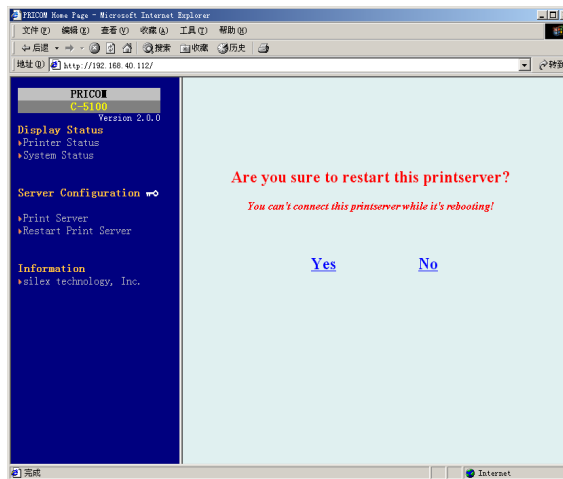 PRICOM Home Page - Microsoft Internet Explorer
文件(F) 编辑(E) 查看(V) 收藏(A) 工具(T) 帮助(H)
后退 搜索 收藏 历史
地址(D) http://192.168.40.112/ 转到
PRICOM
C-5100
Version 2.0.0
Display Status
Printer Status
System Status
Server Configuration
Print Server
Restart Print Server
Information
silex technology, Inc.
Are you sure to restart this printserver?
You can't connect this printserver while it's rebooting!
Yes No
完成 Internet